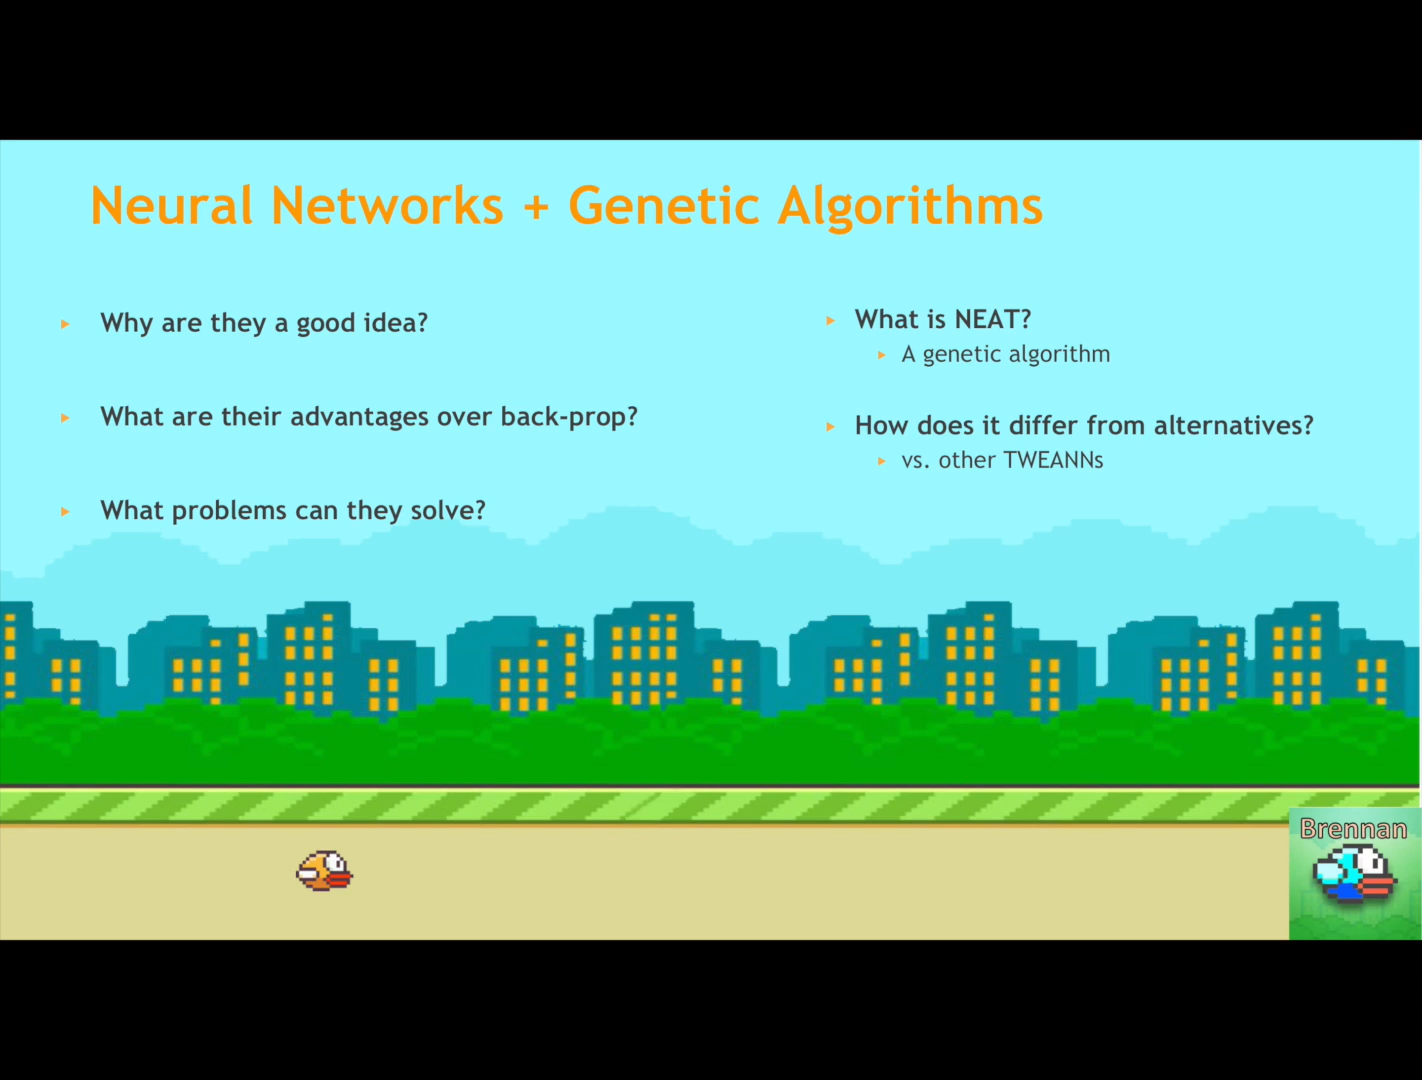 Neural Networks + Genetic Algorithms
Why are they a good idea?
What are their advantages over back-prop?
What problems can they solve?
What is NEAT?
A genetic algorithm
How does it differ from alternatives?
vs. other TWEANNs
Brennan